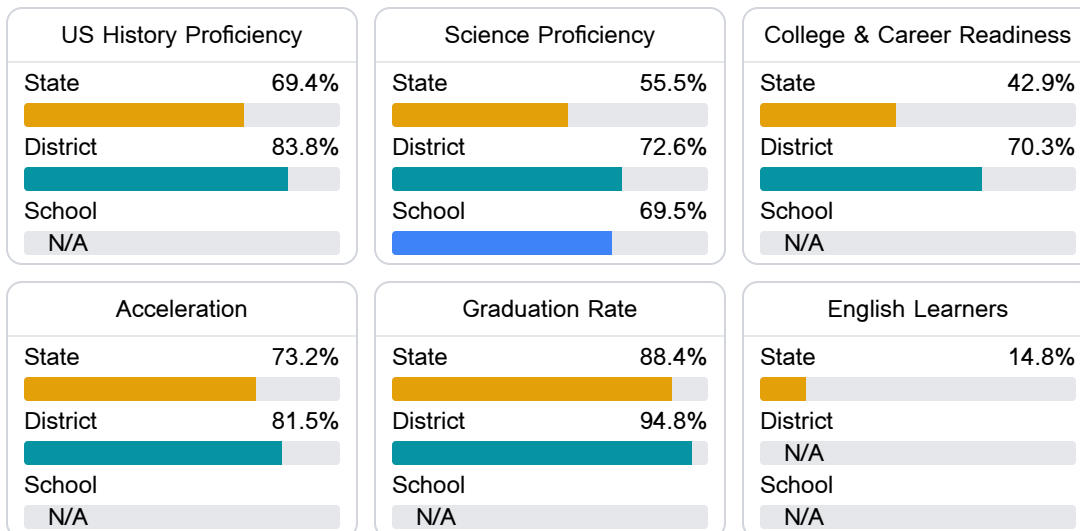 US History Proficiency
State 69.4%
District 83.8%
School
N/A
Science Proficiency
State 55.5%
District 72.6%
School 69.5%
College & Career Readiness
State 42.9%
District 70.3%
School
N/A
Acceleration
State 73.2%
District 81.5%
School
N/A
Graduation Rate
State 88.4%
District 94.8%
School
N/A
English Learners
State 14.8%
District
N/A
School
N/A